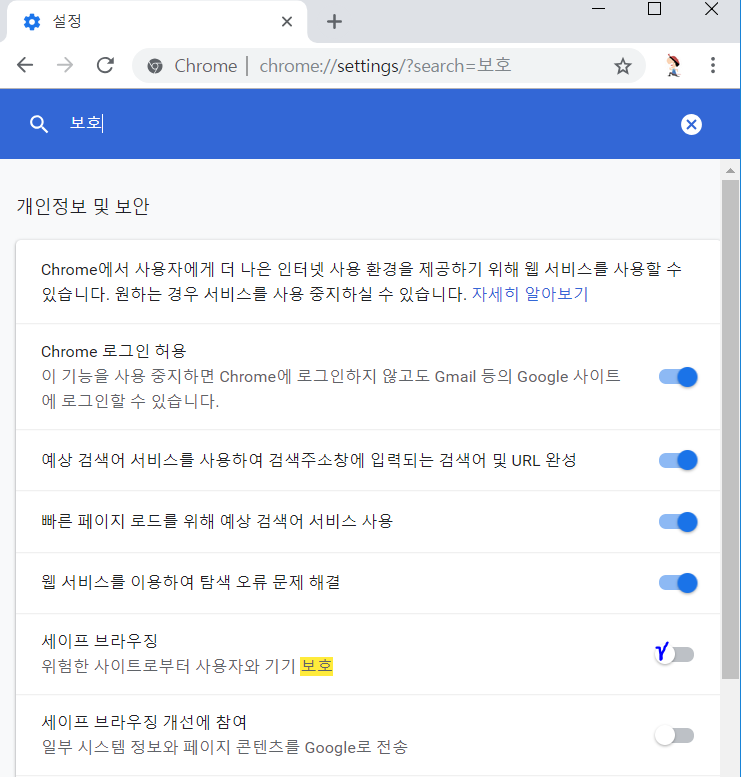 설정
Chrome | chrome://settings/?search=보호
보호
개인정보 및 보안
Chrome에서 사용자에게 더 나은 인터넷 사용 환경을 제공하기 위해 웹 서비스를 사용할 수
있습니다. 원하는 경우 서비스를 사용 중지하실 수 있습니다. 자세히 알아보기
Chrome 로그인 허용
이 기능을 사용 중지하면 Chrome에 로그인하지 않고도 Gmail 등의 Google 사이트
에 로그인할 수 있습니다.
예상 검색어 서비스를 사용하여 검색주소창에 입력되는 검색어 및 URL 완성
빠른 페이지 로드를 위해 예상 검색어 서비스 사용
웹 서비스를 이용하여 탐색 오류 문제 해결
세이프 브라우징
위험한 사이트로부터 사용자와 기기 보호
세이프 브라우징 개선에 참여
일부 시스템 정보와 페이지 콘텐츠를 Google로 전송